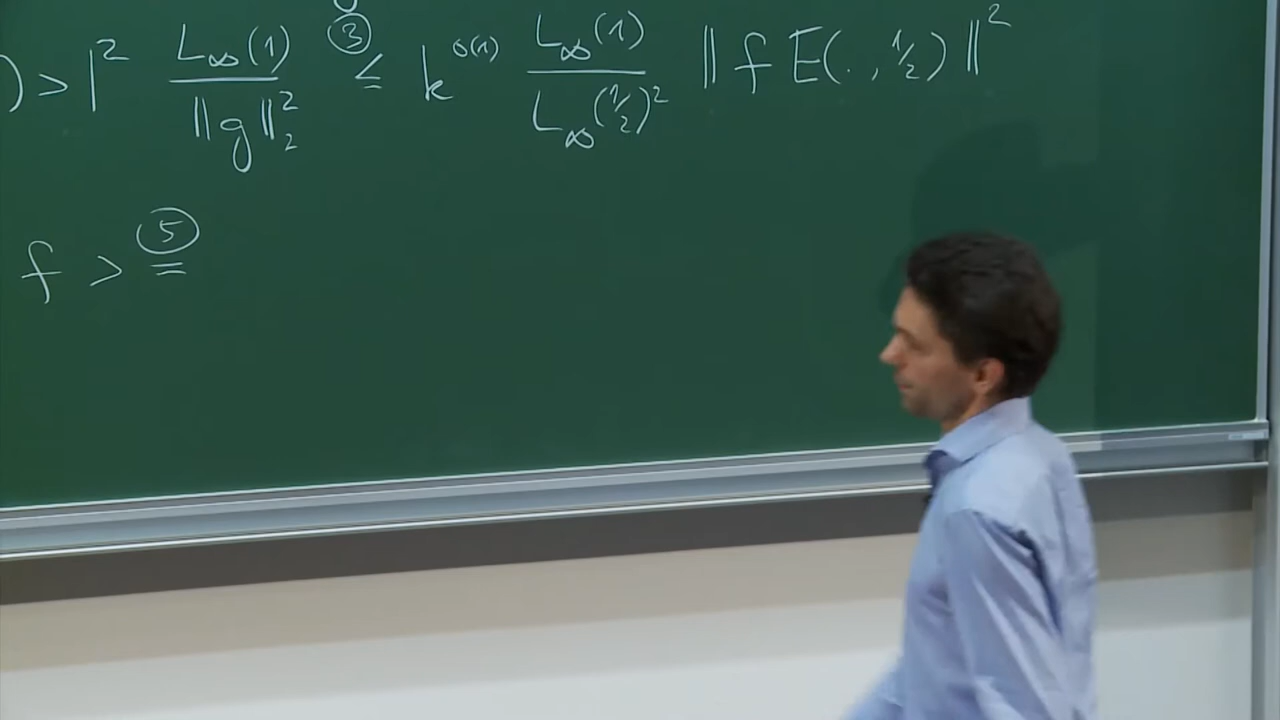 )>|² L∞(1) / ‖g‖₂² ③ ≤ k^{o(1)} L∞(1) / L∞(1/2)² ‖ f E(·, 1/2) ‖²
f > ⑤ =